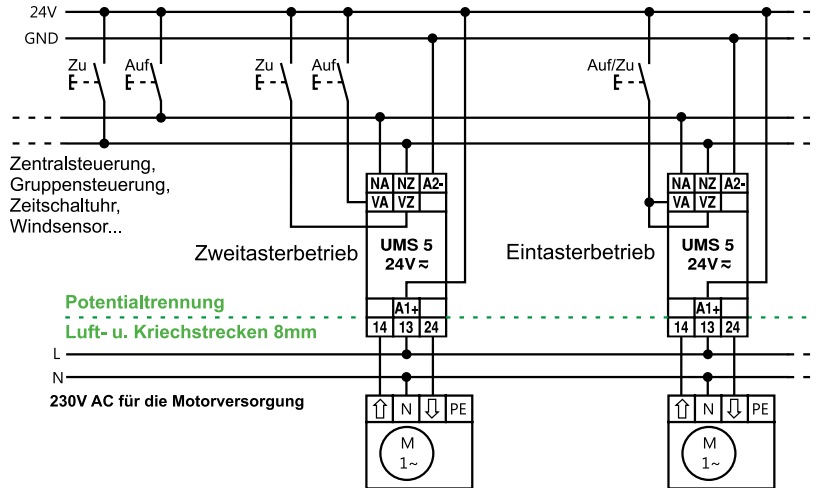 24V
GND
Zu Auf Zu Auf Auf/Zu
Zentralsteuerung,
Gruppensteuerung,
Zeitschaltuhr,
Windsensor...
NA NZ A2-
VA VZ
UMS 5
24V ≂
A1+
14 13 24
Zweitasterbetrieb
Eintasterbetrieb
NA NZ A2-
VA VZ
UMS 5
24V ≂
A1+
14 13 24
Potentialtrennung
Luft- u. Kriechstrecken 8mm
L
N
230V AC für die Motorversorgung
⇧ N ⇩ PE
M
1~
⇧ N ⇩ PE
M
1~